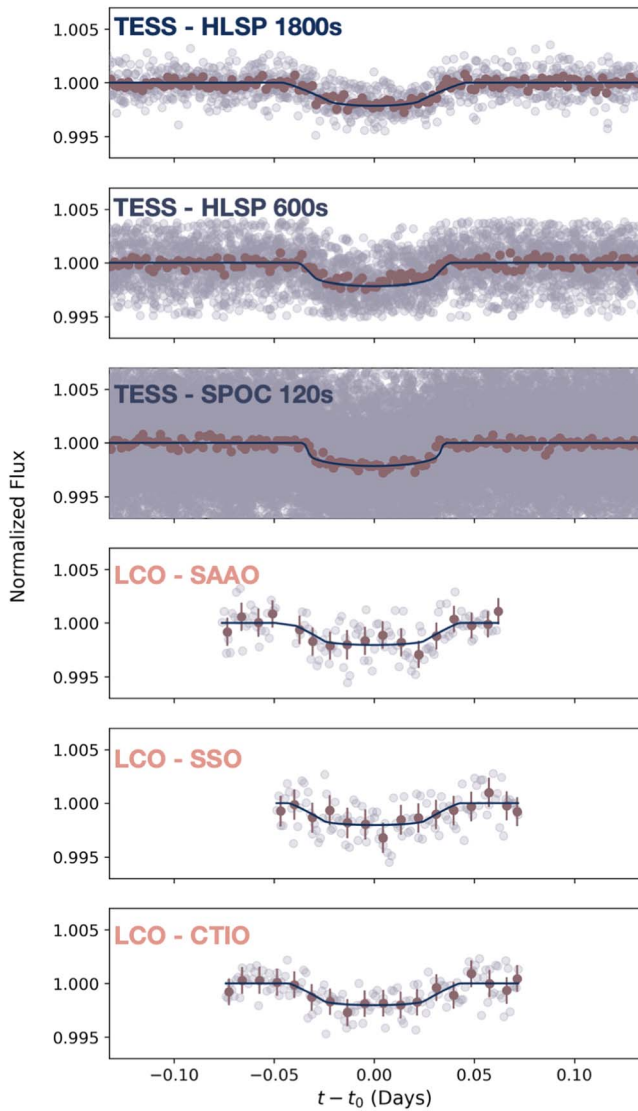 1.005
TESS - HLSP 1800s
1.000
0.995
1.005
TESS - HLSP 600s
1.000
0.995
1.005
TESS - SPOC 120s
1.000
0.995
Normalized Flux
1.005
LCO - SAAO
1.000
0.995
1.005
LCO - SSO
1.000
0.995
1.005
LCO - CTIO
1.000
0.995
−0.10 −0.05 0.00 0.05 0.10
t − t₀ (Days)